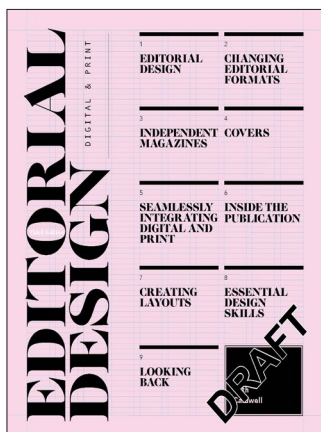 EDITORIAL
DESIGN
DIGITAL & PRINT
1
EDITORIAL
DESIGN
2
CHANGING
EDITORIAL
FORMATS
3
INDEPENDENT
MAGAZINES
4
COVERS
5
SEAMLESSLY
INTEGRATING
DIGITAL AND
PRINT
6
INSIDE THE
PUBLICATION
7
CREATING
LAYOUTS
8
ESSENTIAL
DESIGN
SKILLS
9
LOOKING
BACK
DRAFT